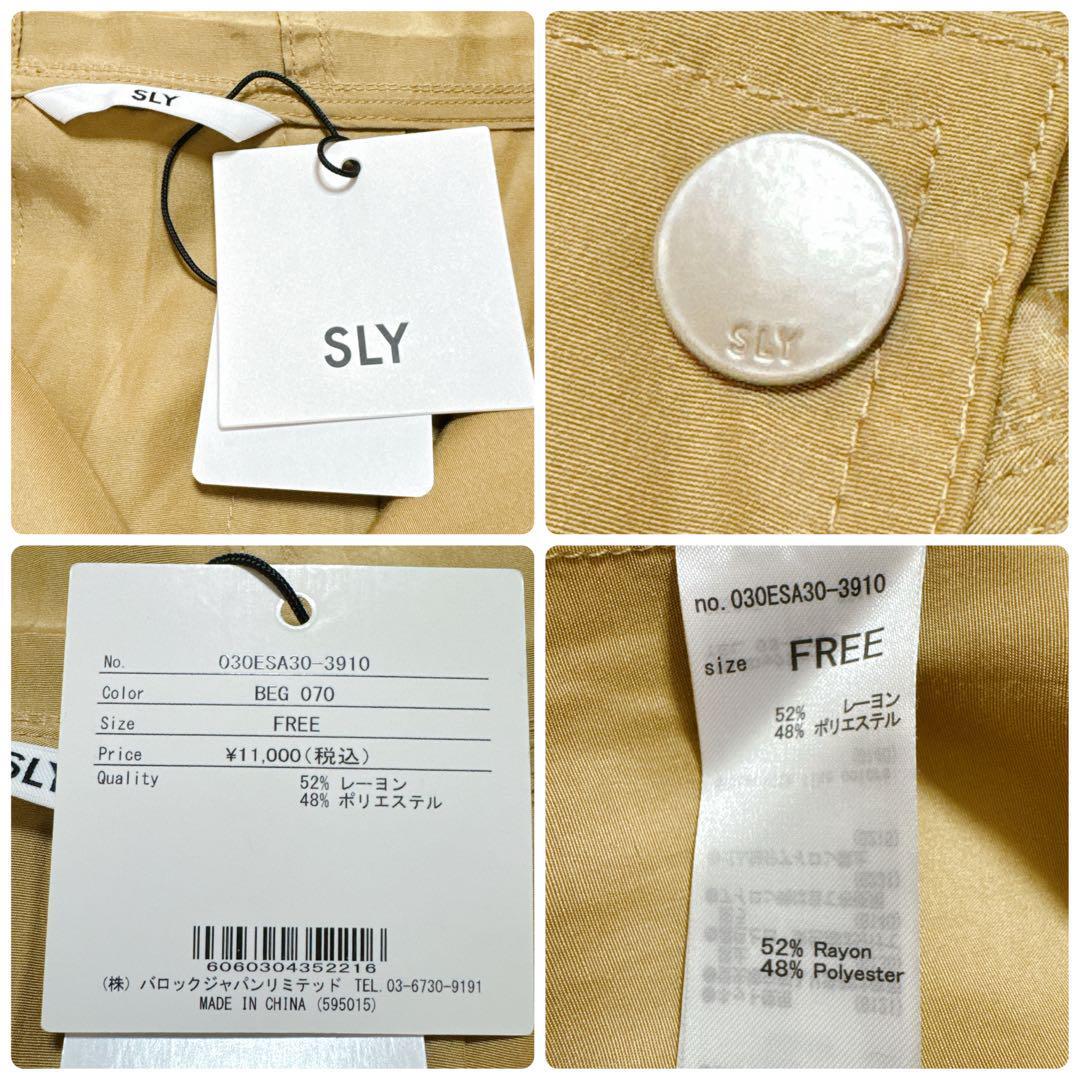 SLY
SLY
SLY
No. 030ESA30-3910
Color BEG 070
Size FREE
Price ¥11,000(税込)
Quality 52% レーヨン
48% ポリエステル
SLY
6060304352216
(株) バロックジャパンリミテッド TEL.03-6730-9191
MADE IN CHINA (595015)
no.030ESA30-3910
size FREE
52% レーヨン
48% ポリエステル
52% Rayon
48% Polyester